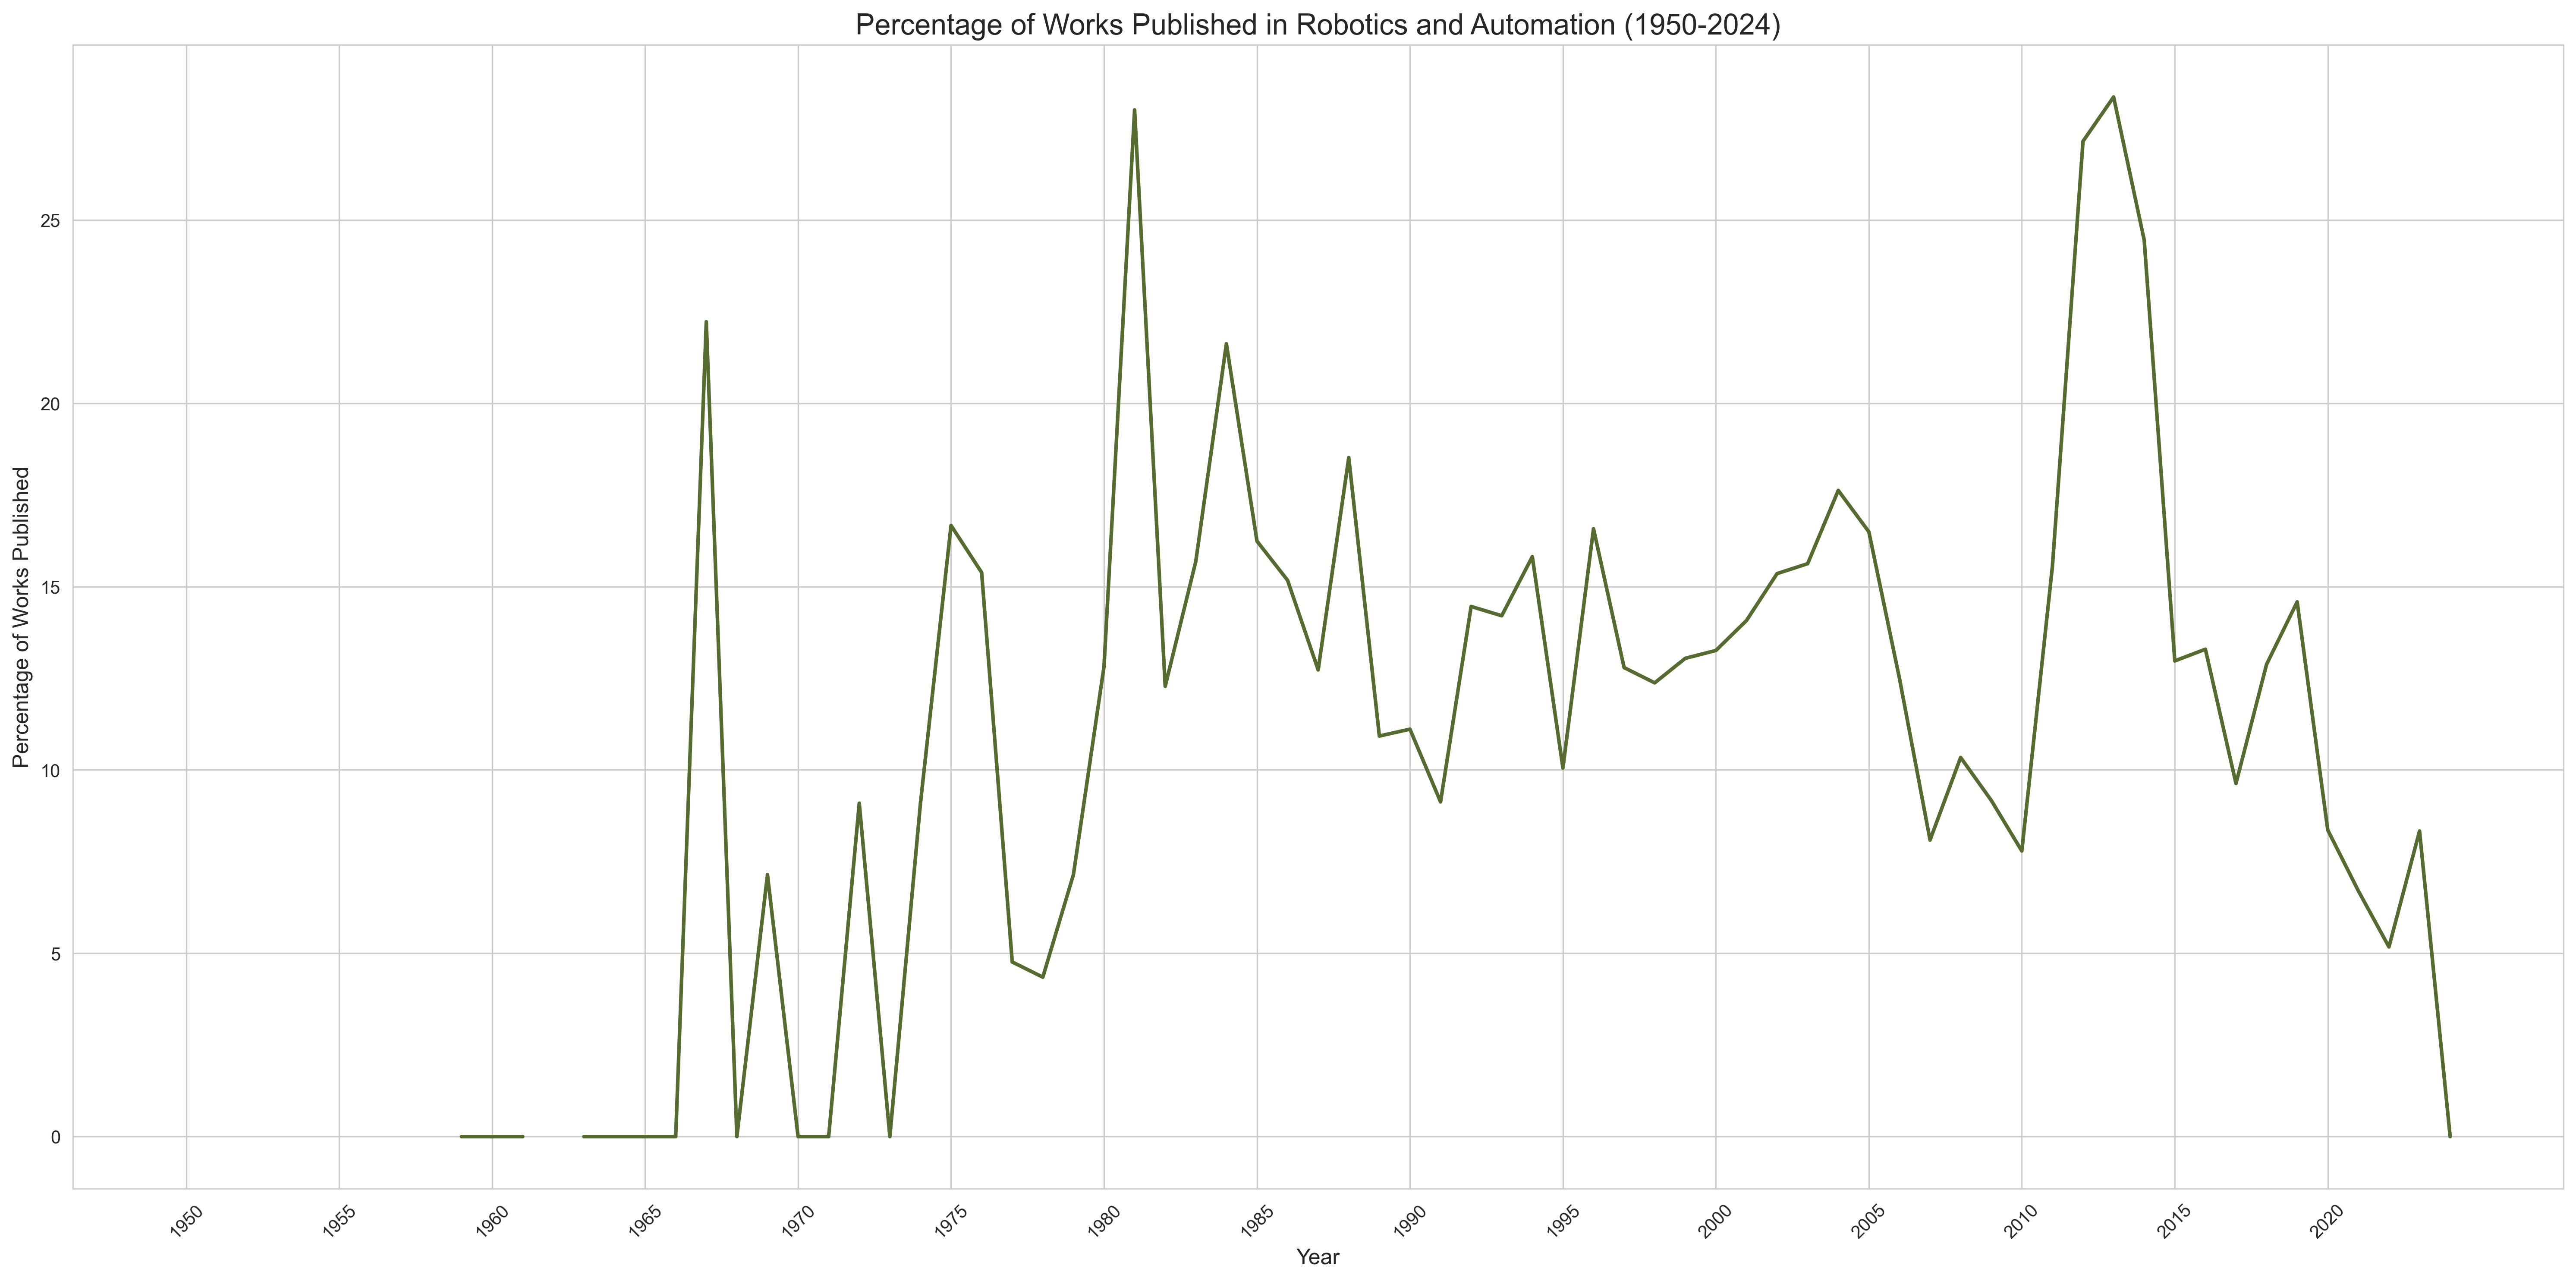 Percentage of Works Published in Robotics and Automation (1950-2024)
Percentage of Works Published
25
20
15
10
5
0
1950 1955 1960 1965 1970 1975 1980 1985 1990 1995 2000 2005 2010 2015 2020
Year